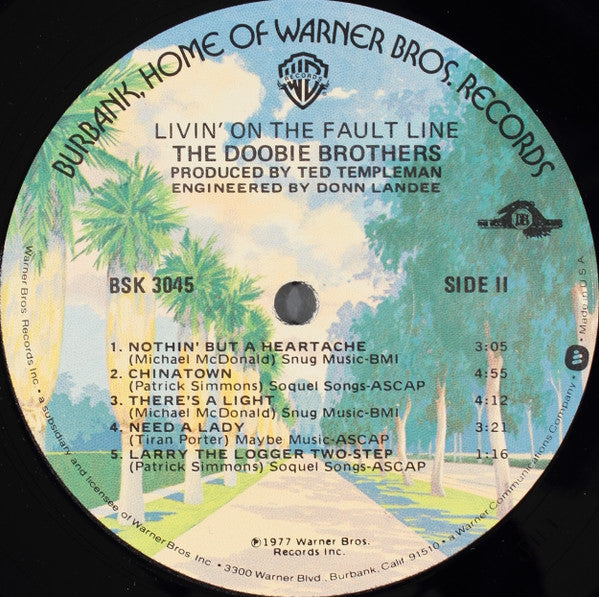 BURBANK, HOME OF WARNER BROS. RECORDS
RECORDS
LIVIN' ON THE FAULT LINE
THE DOOBIE BROTHERS
PRODUCED BY TED TEMPLEMAN
ENGINEERED BY DONN LANDEE
DB
BSK 3045
SIDE II
1. NOTHIN' BUT A HEARTACHE 3:05
(Michael McDonald) Snug Music-BMI
2. CHINATOWN 4:55
(Patrick Simmons) Soquel Songs-ASCAP
3. THERE'S A LIGHT 4:12
(Michael McDonald) Snug Music-BMI
4. NEED A LADY 3:21
(Tiran Porter) Maybe Music-ASCAP
5. LARRY THE LOGGER TWO-STEP 1:16
(Patrick Simmons) Soquel Songs-ASCAP
℗1977 Warner Bros.
Records Inc.
Warner Bros. Records Inc. • a subsidiary and licensee of Warner Bros. Inc. • 3300 Warner Blvd., Burbank, Calif. 91510 • a Warner Communications Company • Made in U.S.A.